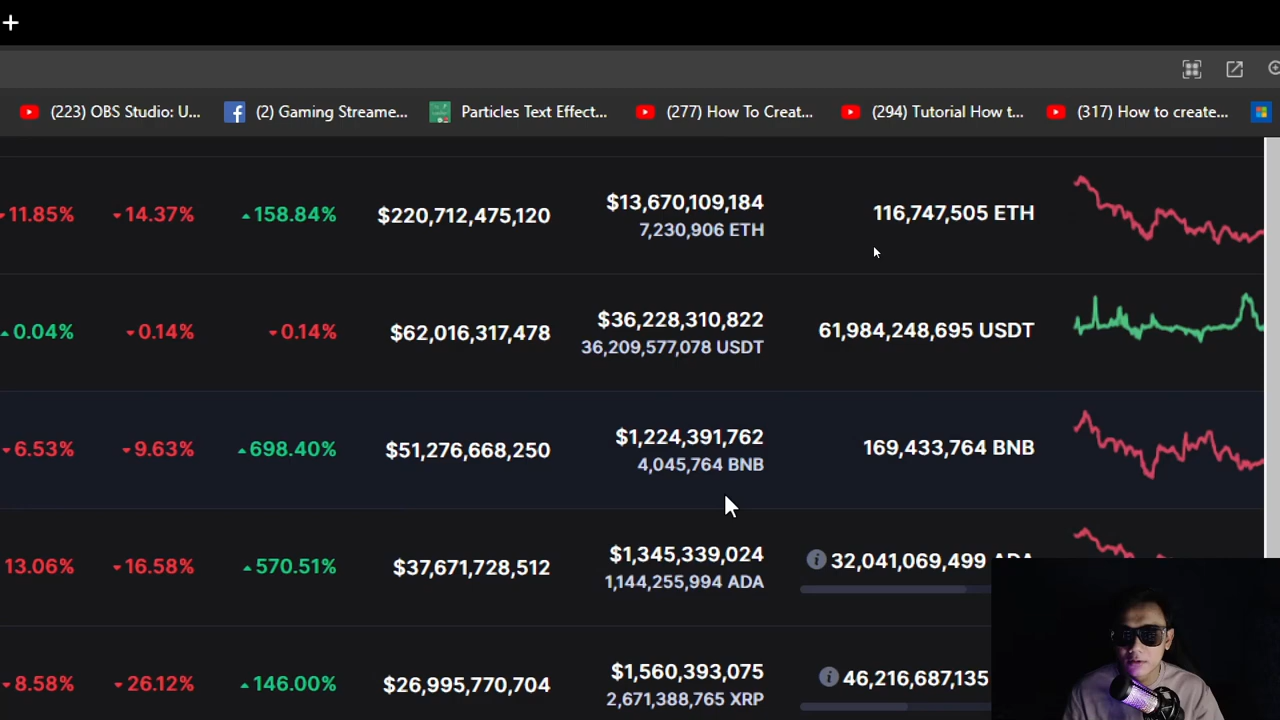 (223) OBS Studio: U... (2) Gaming Streame... Particles Text Effect... (277) How To Creat... (294) Tutorial How t... (317) How to create...
11.85% 14.37% 158.84% $220,712,475,120 $13,670,109,184 116,747,505 ETH
7,230,906 ETH
0.04% 0.14% 0.14% $62,016,317,478 $36,228,310,822 61,984,248,695 USDT
36,209,577,078 USDT
6.53% 9.63% 698.40% $51,276,668,250 $1,224,391,762 169,433,764 BNB
4,045,764 BNB
13.06% 16.58% 570.51% $37,671,728,512 $1,345,339,024 32,041,069,499 ADA
1,144,255,994 ADA
8.58% 26.12% 146.00% $26,995,770,704 $1,560,393,075 46,216,687,135
2,671,388,765 XRP